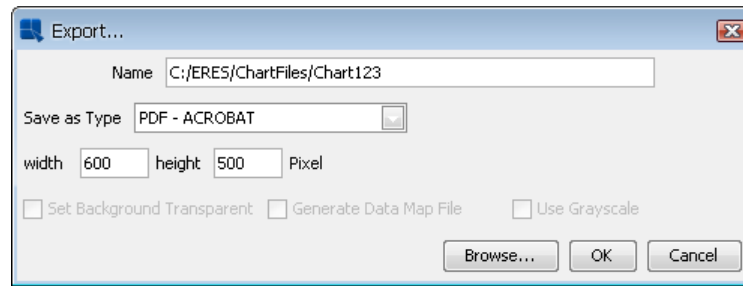 Export...
Name C:/ERES/ChartFiles/Chart123
Save as Type PDF - ACROBAT
width 600 height 500 Pixel
Set Background Transparent Generate Data Map File Use Grayscale
Browse... OK Cancel